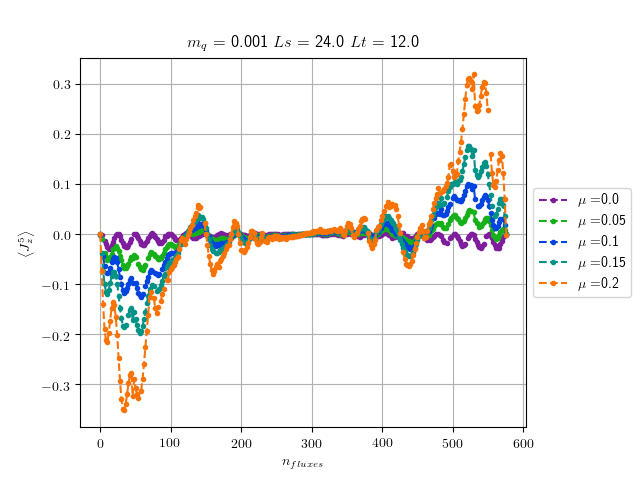 m_q = 0.001 Ls = 24.0 Lt = 12.0
0.3
0.2
0.1
0.0
−0.1
−0.2
−0.3
⟨J_z^5⟩
0 100 200 300 400 500 600
n_{fluxes}
μ =0.0
μ =0.05
μ =0.1
μ =0.15
μ =0.2